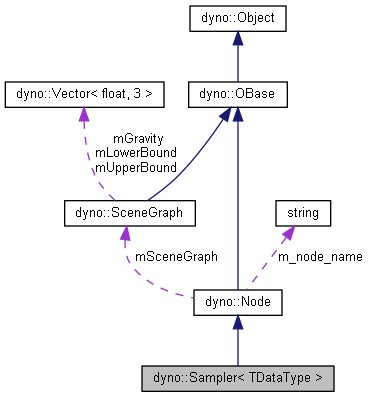 dyno::Object
dyno::Vector< float, 3 >
dyno::OBase
mGravity
mLowerBound
mUpperBound
dyno::SceneGraph
string
mSceneGraph
m_node_name
dyno::Node
dyno::Sampler< TDataType >